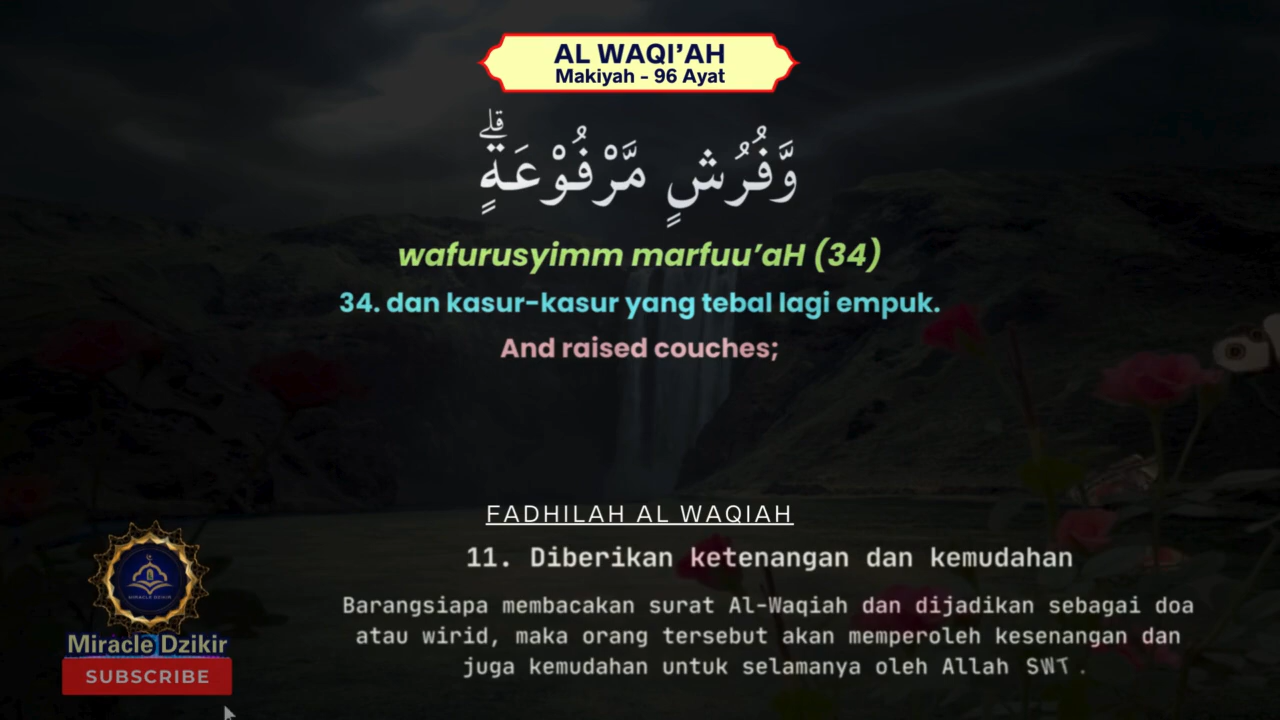 AL WAQI’AH
Makiyah - 96 Ayat
وَّفُرُشٍ مَّرْفُوْعَةٍۗ
wafurusyimm marfuu’aH (34)
34. dan kasur-kasur yang tebal lagi empuk.
And raised couches;
FADHILAH AL WAQIAH
11. Diberikan ketenangan dan kemudahan
Barangsiapa membacakan surat Al-Waqiah dan dijadikan sebagai doa
atau wirid, maka orang tersebut akan memperoleh kesenangan dan
juga kemudahan untuk selamanya oleh Allah SWT.
MIRACLE DZIKIR
Miracle Dzikir
SUBSCRIBE